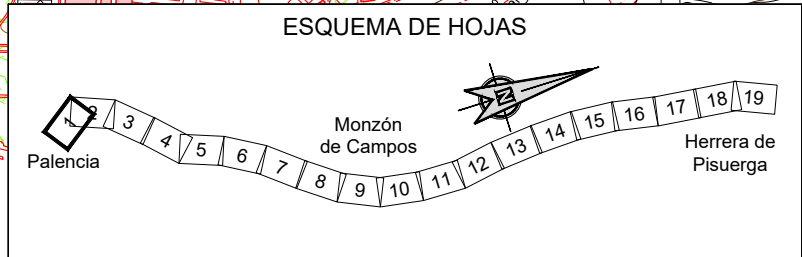 ESQUEMA DE HOJAS
N
Monzón
de Campos
Palencia
Herrera de
Pisuerga
1
2
3
4
5
6
7
8
9
10
11
12
13
14
15
16
17
18
19